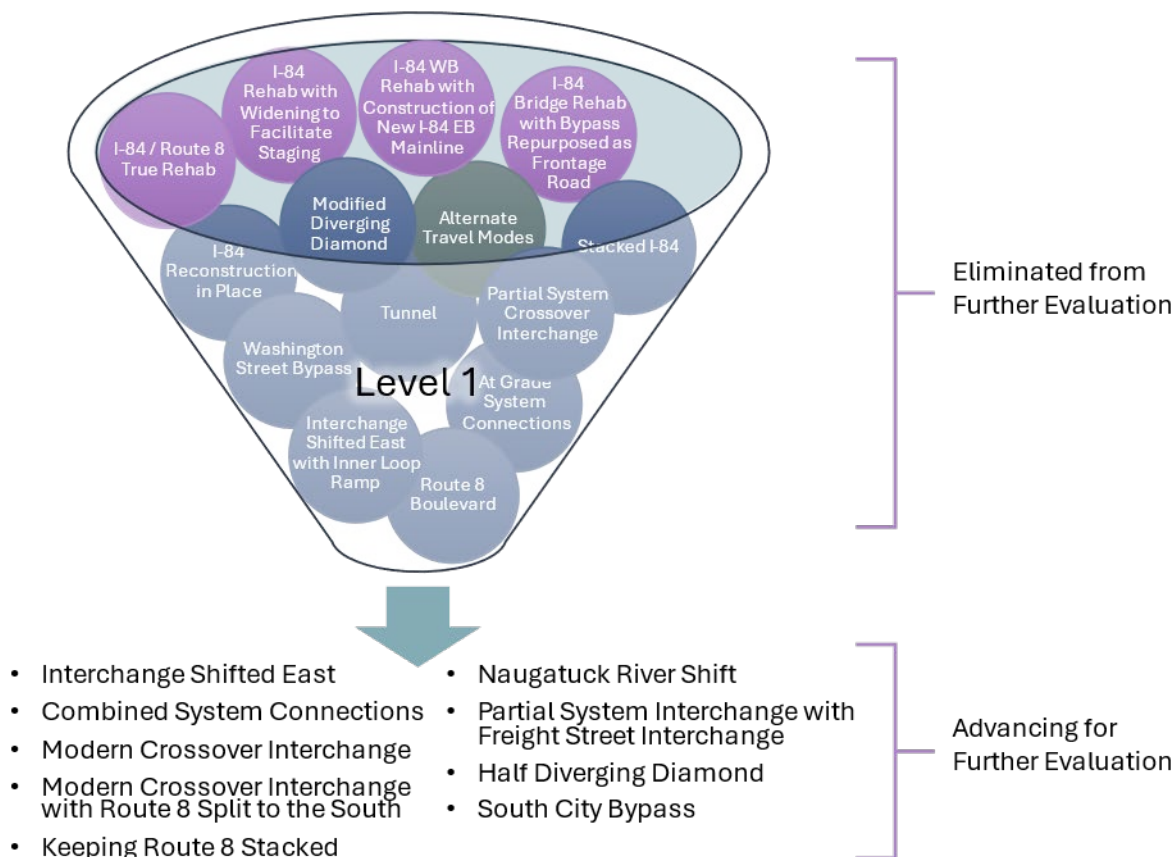 I-84
Rehab with
Widening to
Facilitate
Staging
I-84 WB
Rehab with
Construction of
New I-84 EB
Mainline
I-84
Bridge Rehab
with Bypass
Repurposed as
Frontage
Road
I-84 / Route 8
True Rehab
Modified
Diverging
Diamond
Alternate
Travel Modes
Stacked I-84
I-84
Reconstruction
in Place
Tunnel
Partial System
Crossover
Interchange
Washington
Street Bypass
Level 1
At Grade
System
Connections
Interchange
Shifted East
with Inner Loop
Ramp
Route 8
Boulevard
Eliminated from
Further Evaluation
• Interchange Shifted East
• Combined System Connections
• Modern Crossover Interchange
• Modern Crossover Interchange
with Route 8 Split to the South
• Keeping Route 8 Stacked
• Naugatuck River Shift
• Partial System Interchange with
Freight Street Interchange
• Half Diverging Diamond
• South City Bypass
Advancing for
Further Evaluation